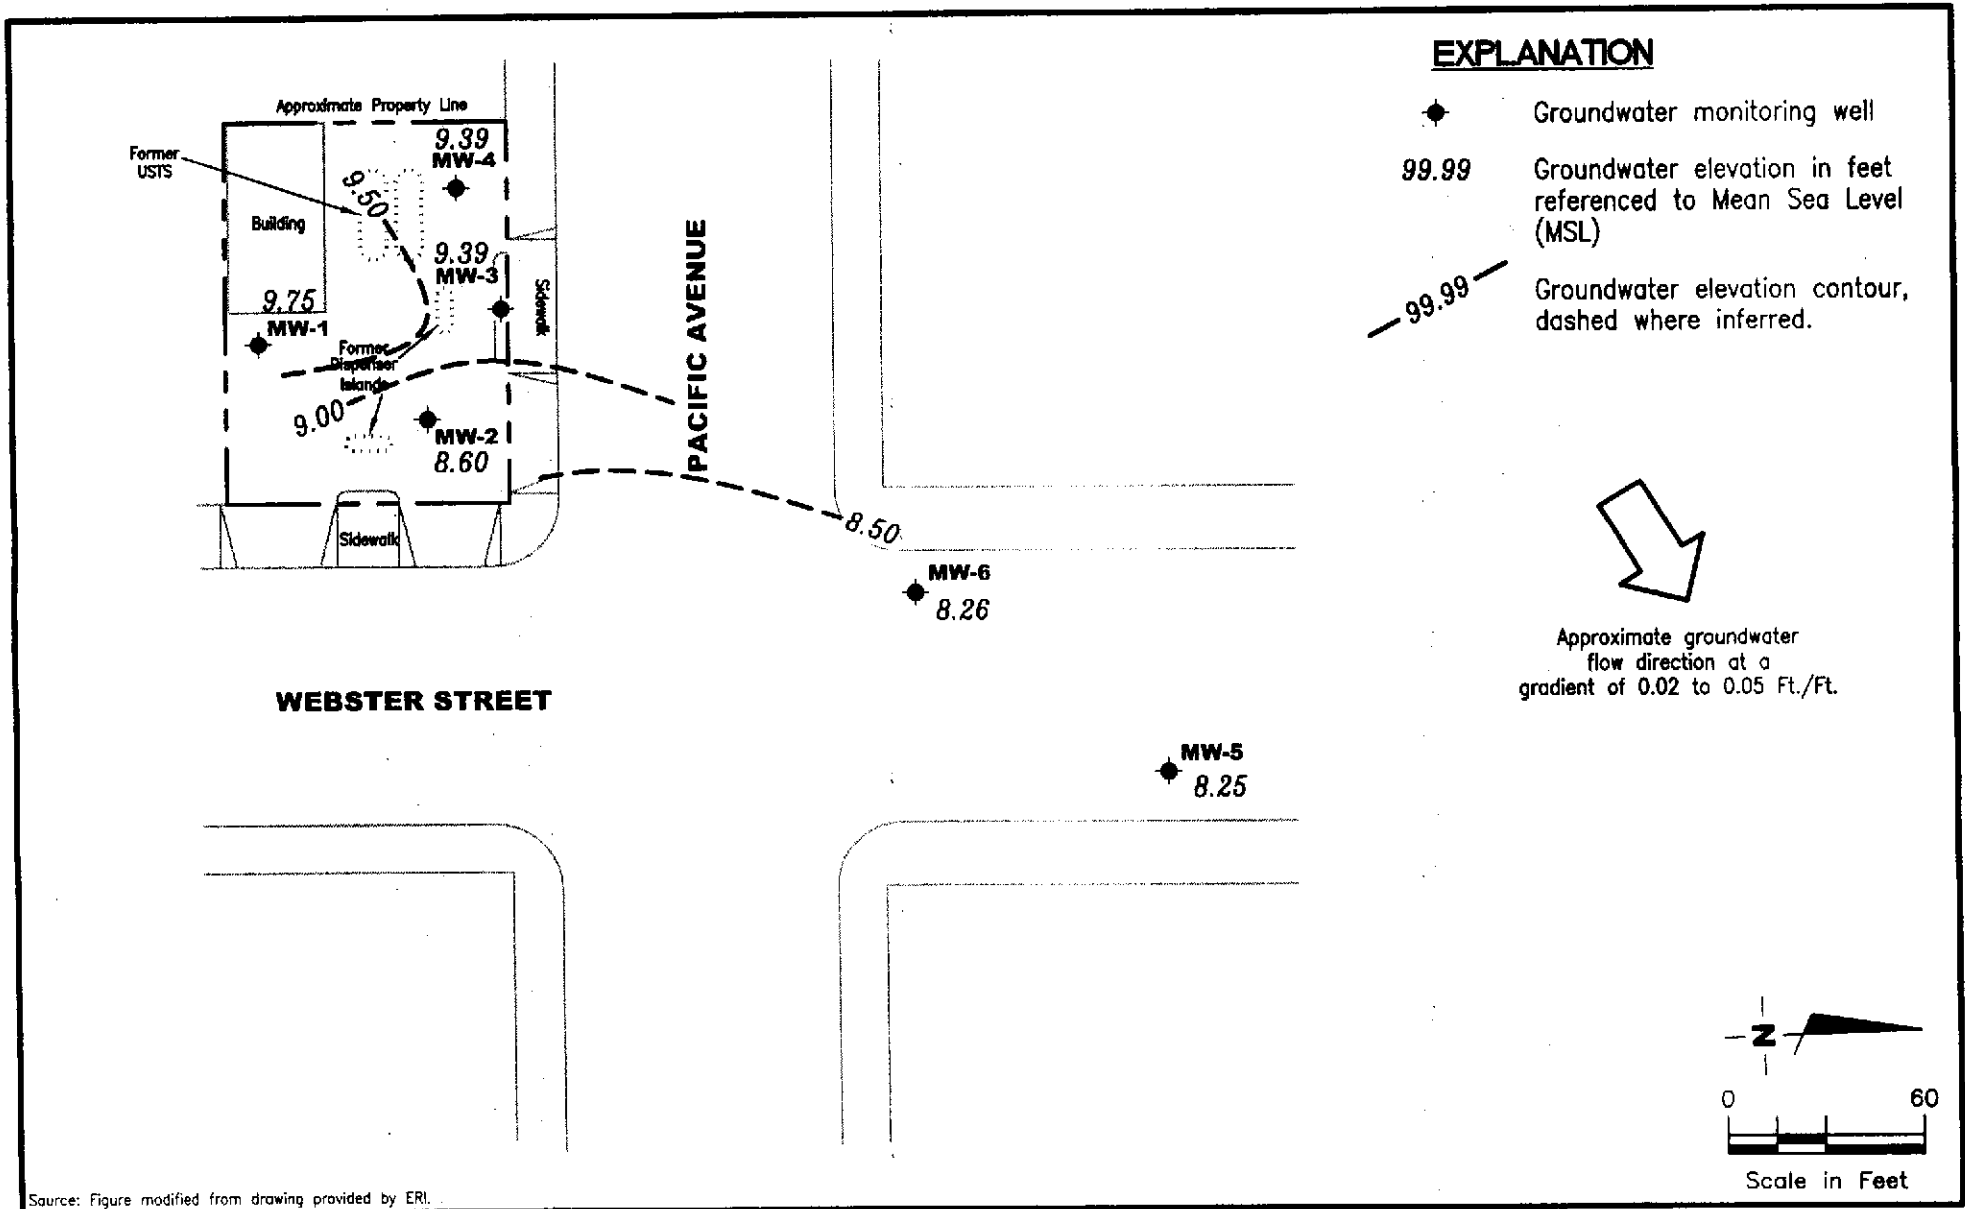 EXPLANATION
Groundwater monitoring well
99.99
Groundwater elevation in feet
referenced to Mean Sea Level
(MSL)
99.99
Groundwater elevation contour,
dashed where inferred.
Approximate Property Line
Former
USTS
Building
9.39
MW-4
9.50
9.39
MW-3
Sidewalk
9.75
MW-1
Former
Dispenser
Islands
9.00
MW-2
8.60
Sidewalk
PACIFIC AVENUE
8.50
MW-6
8.26
WEBSTER STREET
MW-5
8.25
Approximate groundwater
flow direction at a
gradient of 0.02 to 0.05 Ft./Ft.
N
0 60
Scale in Feet
Source: Figure modified from drawing provided by ERI.